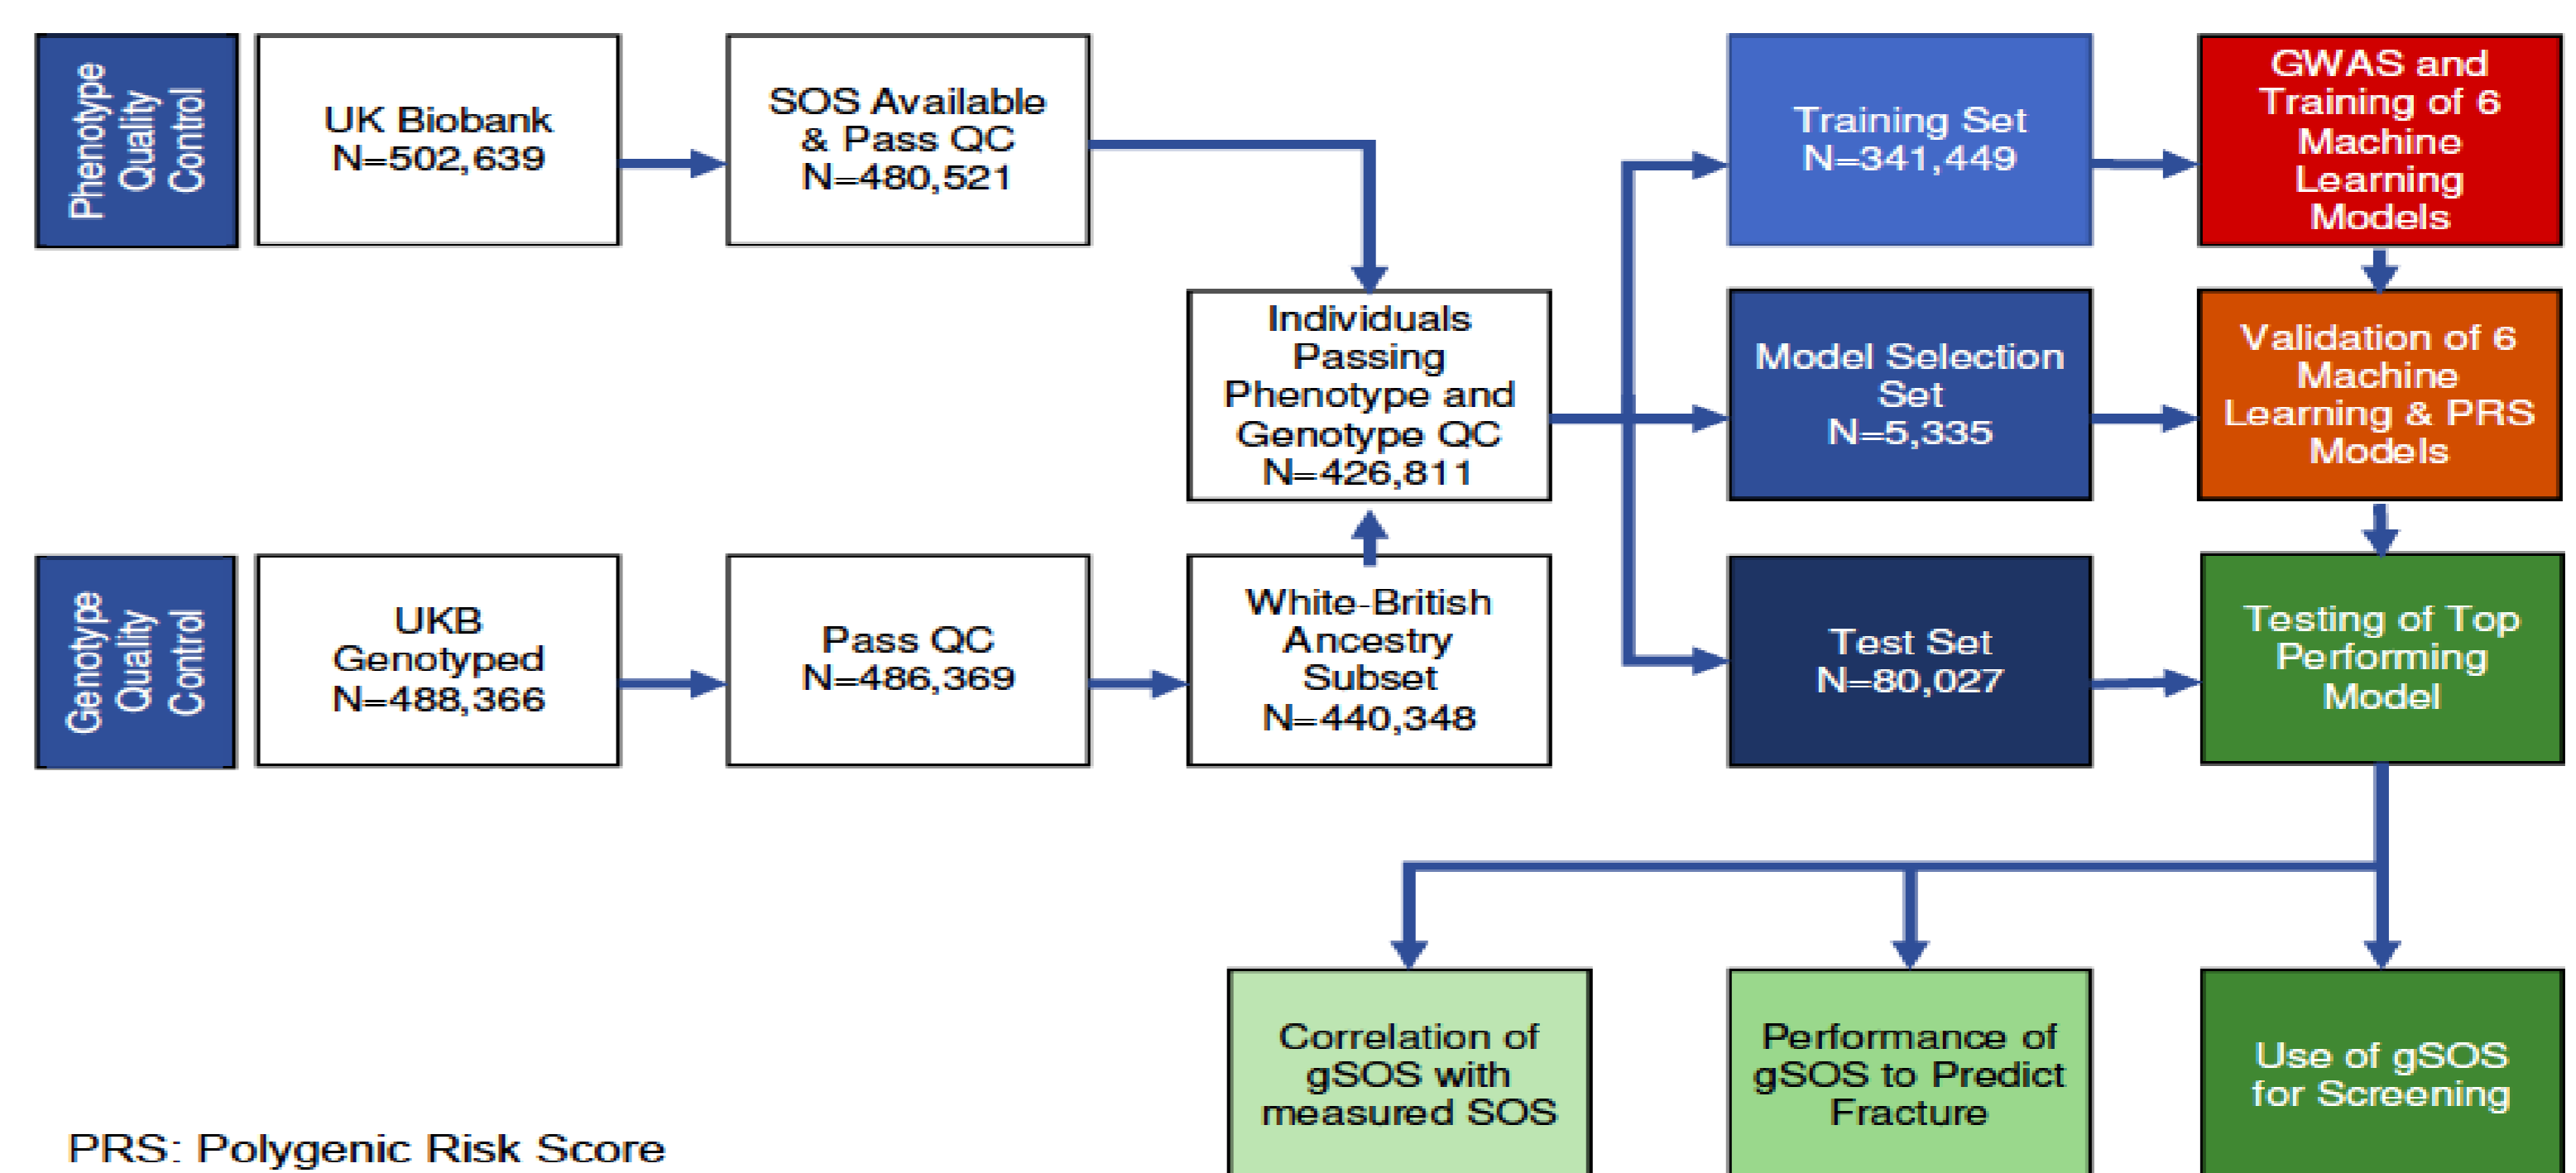 Phenotype
Quality
Control
UK Biobank
N=502,639
SOS Available
& Pass QC
N=480,521
Training Set
N=341,449
GWAS and
Training of 6
Machine
Learning
Models
Individuals
Passing
Phenotype and
Genotype QC
N=426,811
Model Selection
Set
N=5,335
Validation of 6
Machine
Learning & PRS
Models
Genotype
Quality
Control
UKB
Genotyped
N=488,366
Pass QC
N=486,369
White-British
Ancestry
Subset
N=440,348
Test Set
N=80,027
Testing of Top
Performing
Model
Correlation of
gSOS with
measured SOS
Performance of
gSOS to Predict
Fracture
Use of gSOS
for Screening
PRS: Polygenic Risk Score